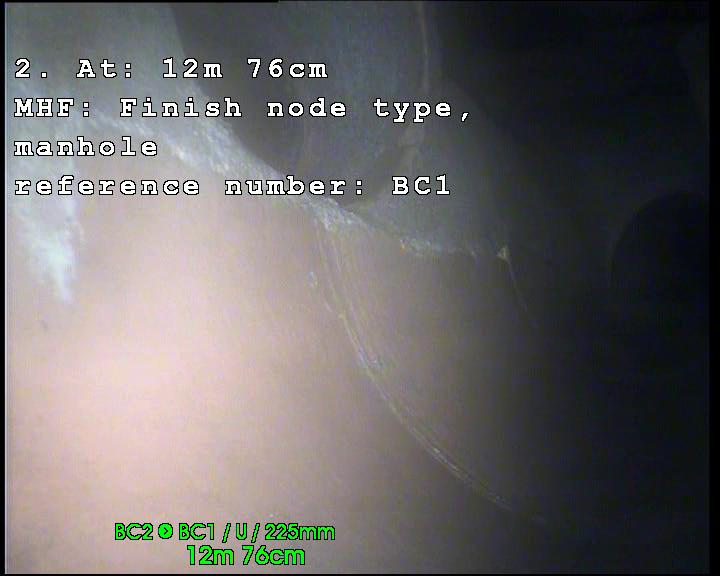 2. At: 12m 76cm
MHF: Finish node type,
manhole
reference number: BC1
BC2 > BC1 / U / 225mm
12m 76cm